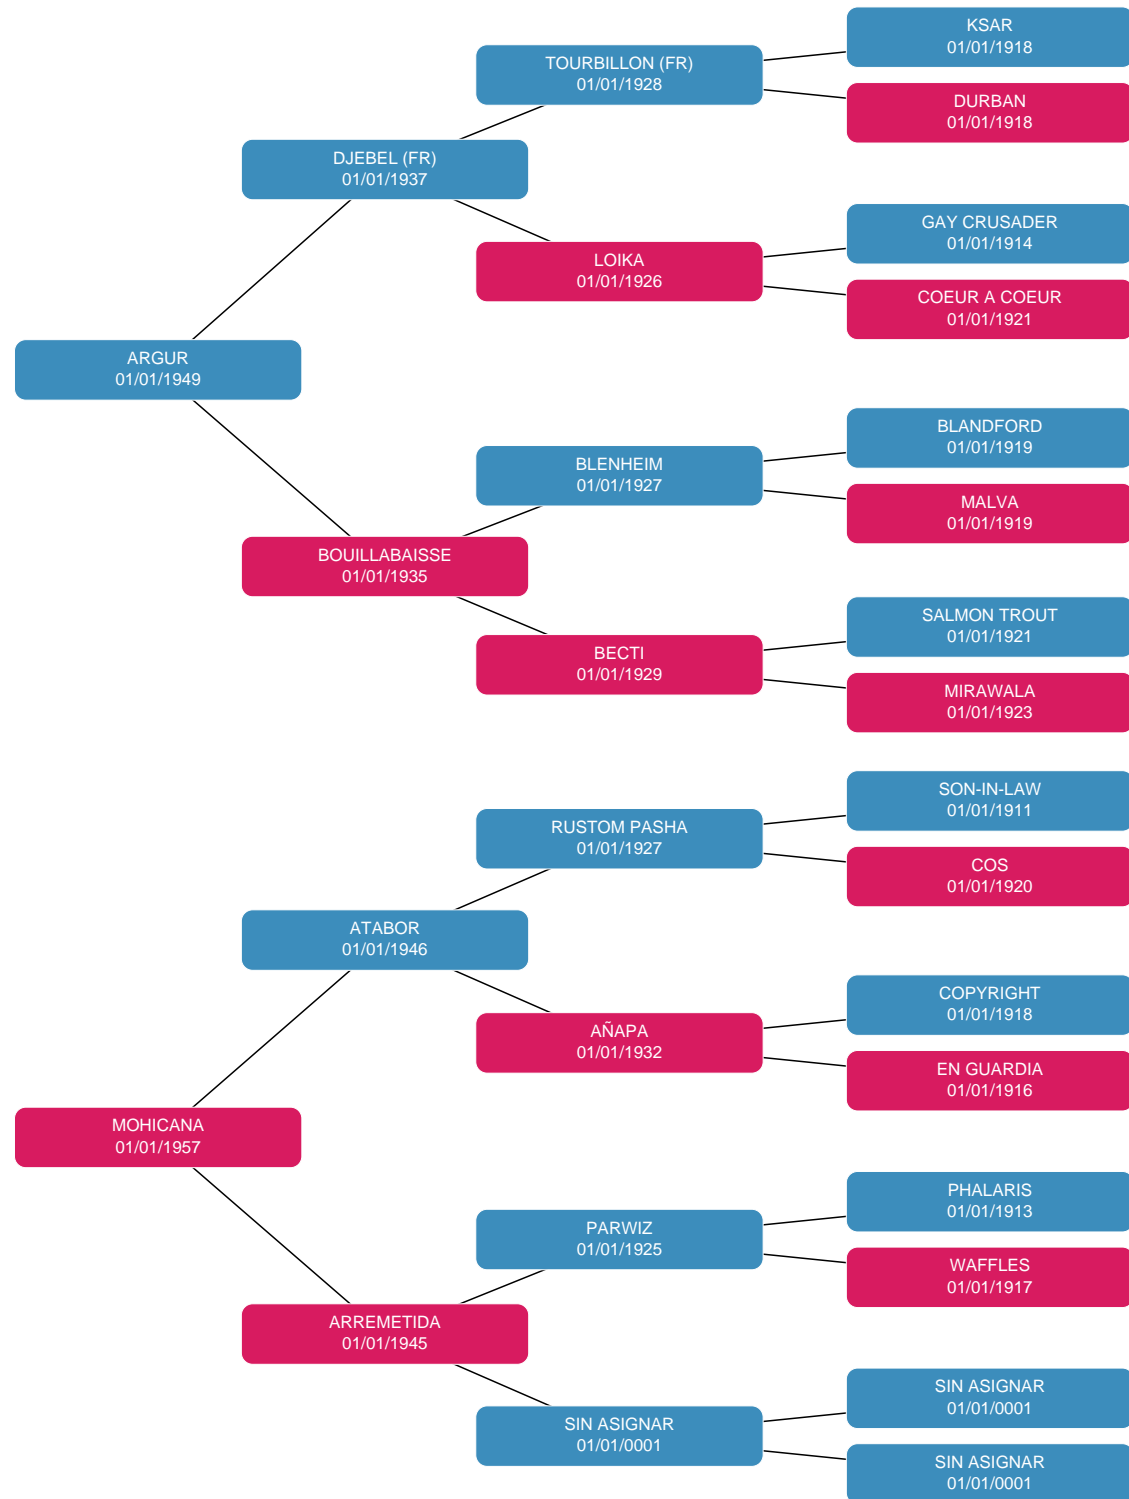 KSAR
01/01/1918
TOURBILLON (FR)
01/01/1928
DURBAN
01/01/1918
DJEBEL (FR)
01/01/1937
GAY CRUSADER
01/01/1914
LOIKA
01/01/1926
COEUR A COEUR
01/01/1921
ARGUR
01/01/1949
BLANDFORD
01/01/1919
BLENHEIM
01/01/1927
MALVA
01/01/1919
BOUILLABAISSE
01/01/1935
SALMON TROUT
01/01/1921
BECTI
01/01/1929
MIRAWALA
01/01/1923
SON-IN-LAW
01/01/1911
RUSTOM PASHA
01/01/1927
COS
01/01/1920
ATABOR
01/01/1946
COPYRIGHT
01/01/1918
AÑAPA
01/01/1932
EN GUARDIA
01/01/1916
MOHICANA
01/01/1957
PHALARIS
01/01/1913
PARWIZ
01/01/1925
WAFFLES
01/01/1917
ARREMETIDA
01/01/1945
SIN ASIGNAR
01/01/0001
SIN ASIGNAR
01/01/0001
SIN ASIGNAR
01/01/0001